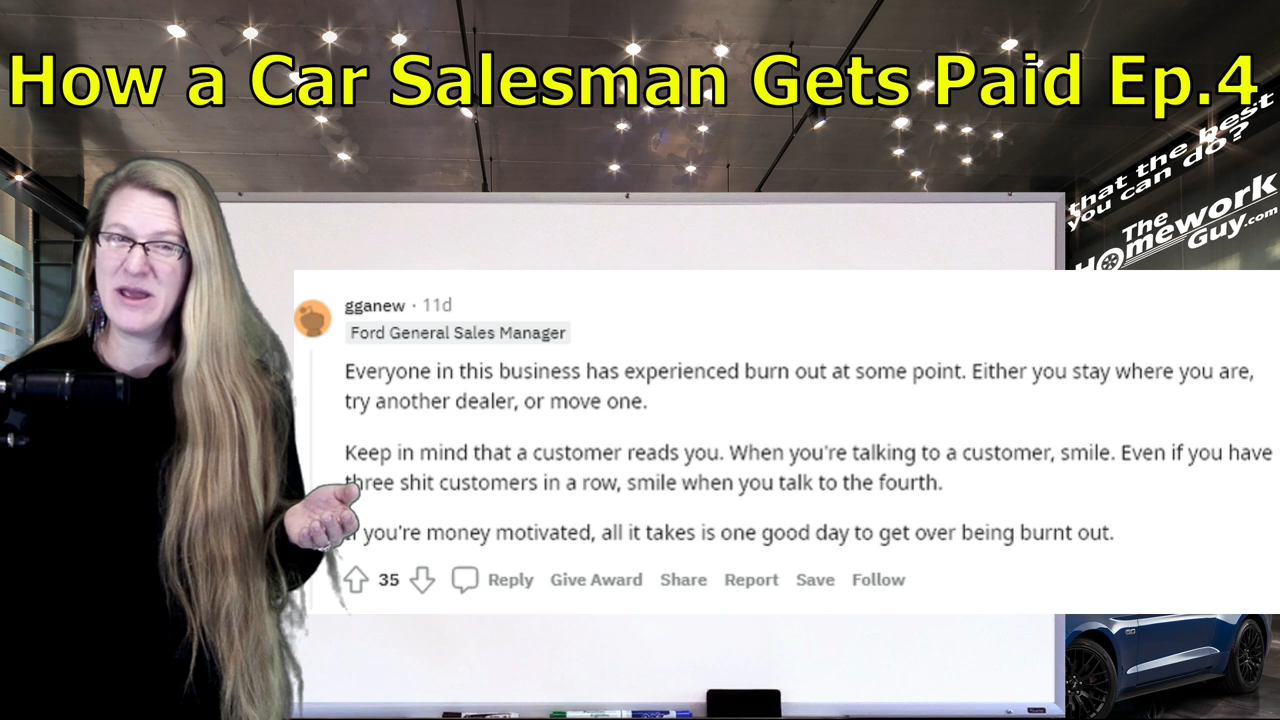 How a Car Salesman Gets Paid Ep.4
that the best
you can do?
The
Homework
Guy.com
gganew · 11d
Ford General Sales Manager
Everyone in this business has experienced burn out at some point. Either you stay where you are,
try another dealer, or move one.
Keep in mind that a customer reads you. When you're talking to a customer, smile. Even if you have
three shit customers in a row, smile when you talk to the fourth.
you're money motivated, all it takes is one good day to get over being burnt out.
35 Reply Give Award Share Report Save Follow